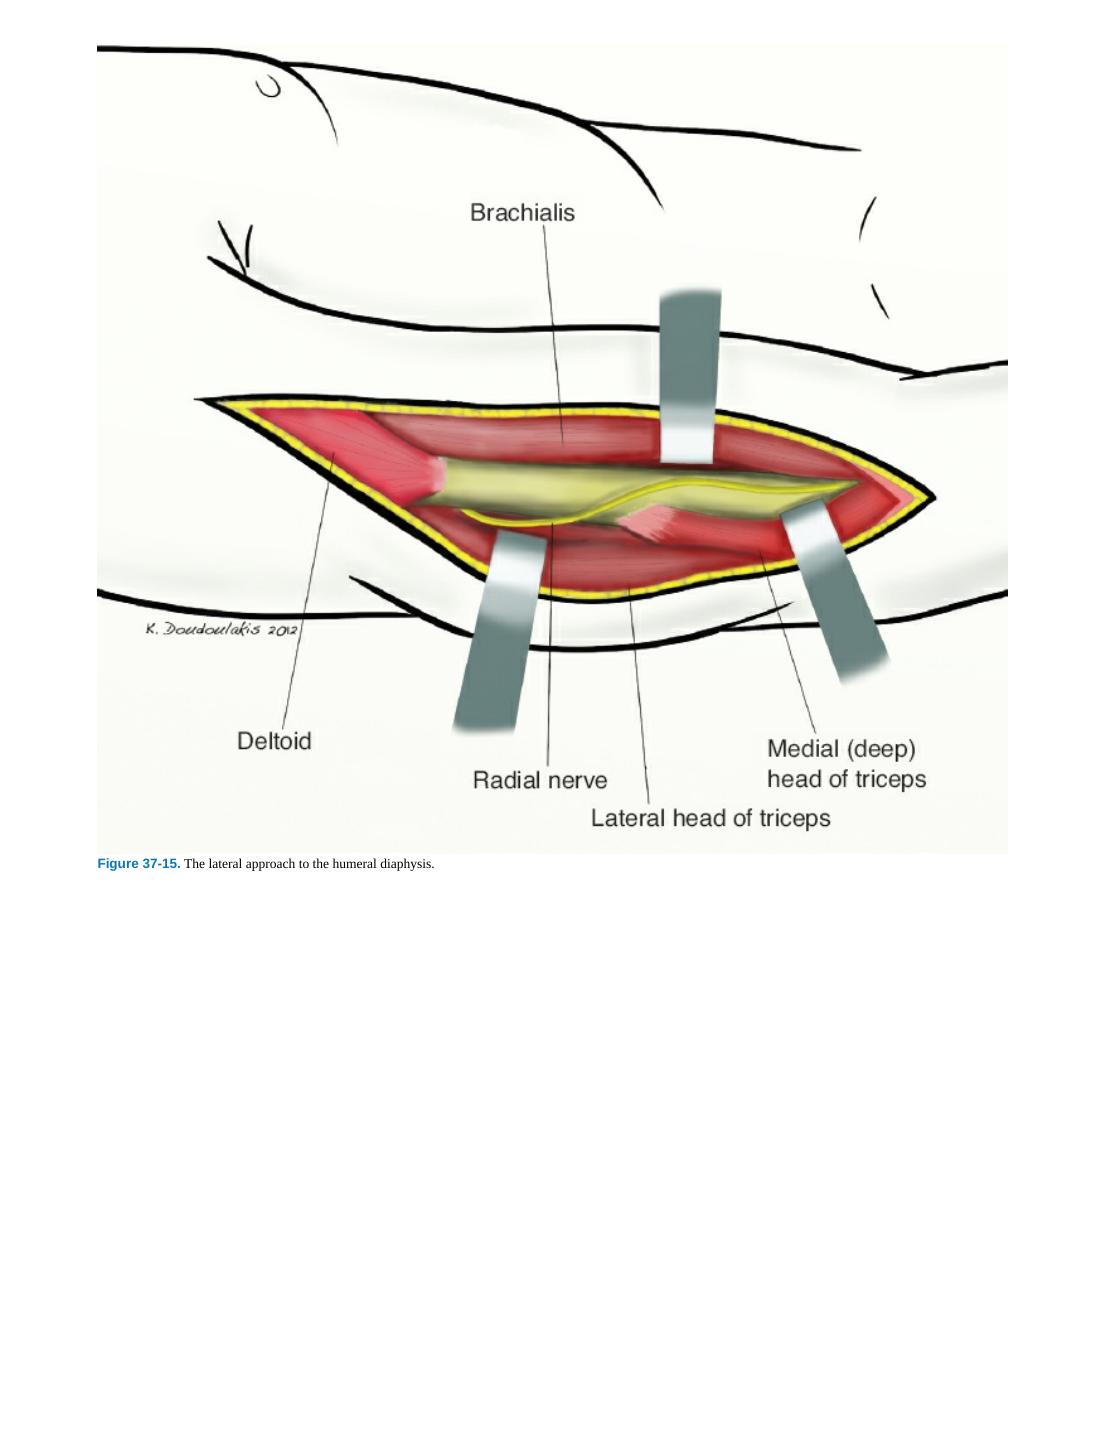 Brachialis
K. Doudoulakis 2012
Deltoid
Medial (deep)
head of triceps
Radial nerve
Lateral head of triceps
Figure 37-15. The lateral approach to the humeral diaphysis.